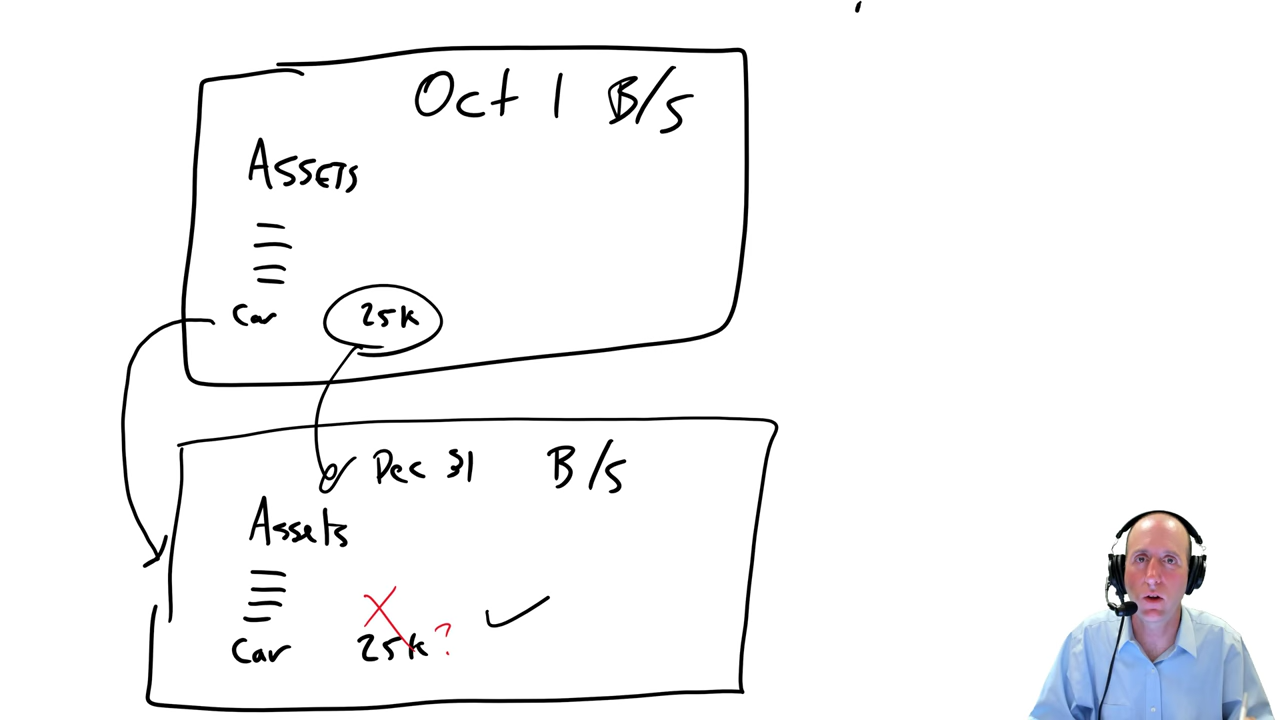 Oct 1 B/S
ASSETS
Car 25k
Dec 31 B/S
Assets
Car 25k?